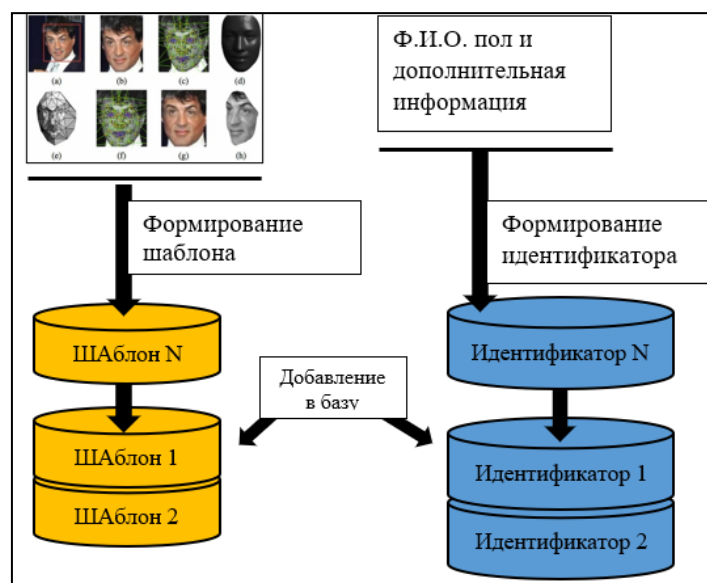 (a) (b) (c) (d)
(e) (f) (g) (h)
Ф.И.О. пол и
дополнительная
информация
Формирование
шаблона
Формирование
идентификатора
ШАблон N
Идентификатор N
Добавление
в базу
ШАблон 1
ШАблон 2
Идентификатор 1
Идентификатор 2